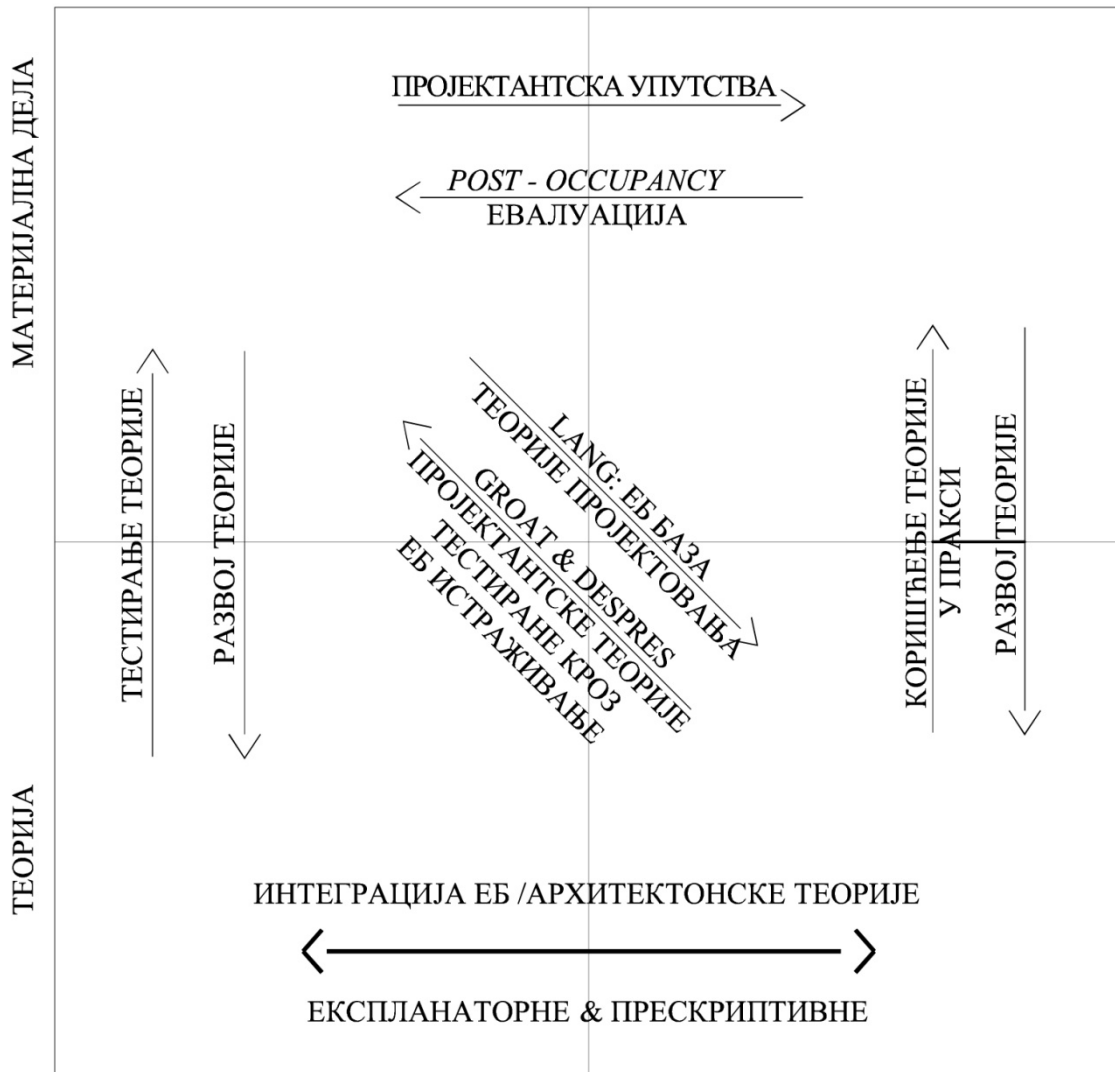 МАТЕРИЈАЛНА ДЕЛА
ПРОЈЕКТАНТСКА УПУТСТВА
POST - OCCUPANCY
ЕВАЛУАЦИЈА
ТЕСТИРАЊЕ ТЕОРИЈЕ
РАЗВОЈ ТЕОРИЈЕ
LANG: ЕБ БАЗА
ТЕОРИЈЕ ПРОЈЕКТОВАЊА
GROAT & DESPRES
ПРОЈЕКТАНТСКЕ ТЕОРИЈЕ
ТЕСТИРАНЕ КРОЗ
ЕБ ИСТРАЖИВАЊЕ
КОРИШЋЕЊЕ ТЕОРИЈЕ
У ПРАКСИ
РАЗВОЈ ТЕОРИЈЕ
ТЕОРИЈА
ИНТЕГРАЦИЈА ЕБ /АРХИТЕКТОНСКЕ ТЕОРИЈЕ
ЕКСПЛАНАТОРНЕ & ПРЕСКРИПТИВНЕ